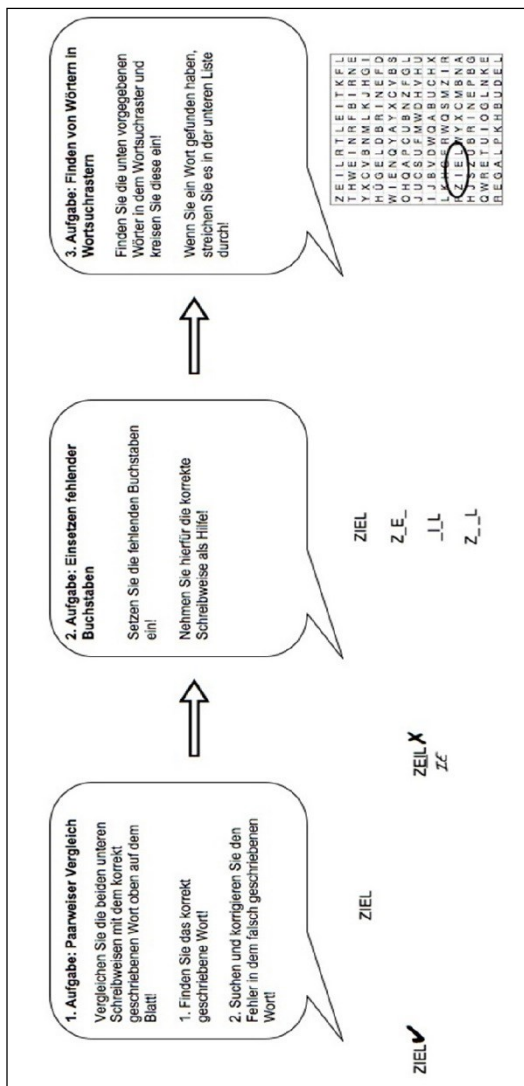 1. Aufgabe: Paarweiser Vergleich
Vergleichen Sie die beiden unteren
Schreibweisen mit dem korrekt
geschriebenen Wort oben auf dem
Blatt!
1. Finden Sie das korrekt
geschriebene Wort!
2. Suchen und korrigieren Sie den
Fehler in dem falsch geschriebenen
Wort!
ZIEL
ZIEL✔
ZEIL✗
IE
2. Aufgabe: Einsetzen fehlender
Buchstaben
Setzen Sie die fehlenden Buchstaben
ein!
Nehmen Sie hierfür die korrekte
Schreibweise als Hilfe!
ZIEL
Z_E_
_I_L
Z__L
3. Aufgabe: Finden von Wörtern in
Wortsuchrastern
Finden Sie die unten vorgegebenen
Wörter in dem Wortsuchraster und
kreisen Sie diese ein!
Wenn Sie ein Wort gefunden haben,
streichen Sie es in der unteren Liste
durch!
Z E I L R T L E I T K F L
T H W E I N R F B I R N E
Y X C V B N M L K J H G I
H Ü G E L D B R I N E F D
W I E N Q A Y X C V B S
O H C A P C U B N Z F G L
J U C S U F M W D H V H U
I J B V D W Q A B U C H X
R W Q S M Z I R
Z I E L W Y X C M B N A
U B R I N E P B G
Q W R E T U I O G L N K E
R E G A L P K H B U D E L